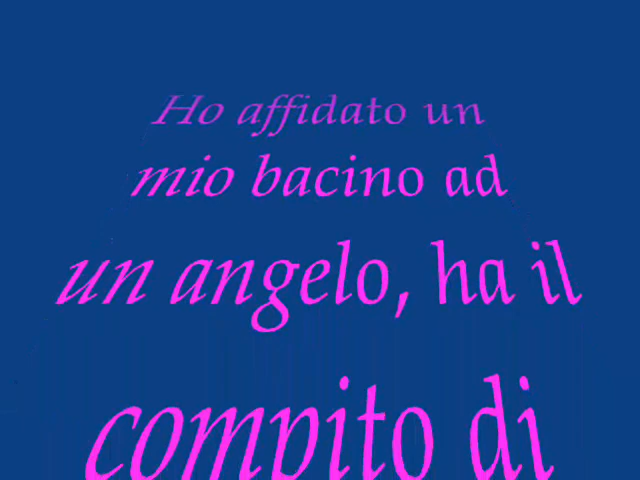 Ho affidato un
mio bacino ad
un angelo, ha il
compito di